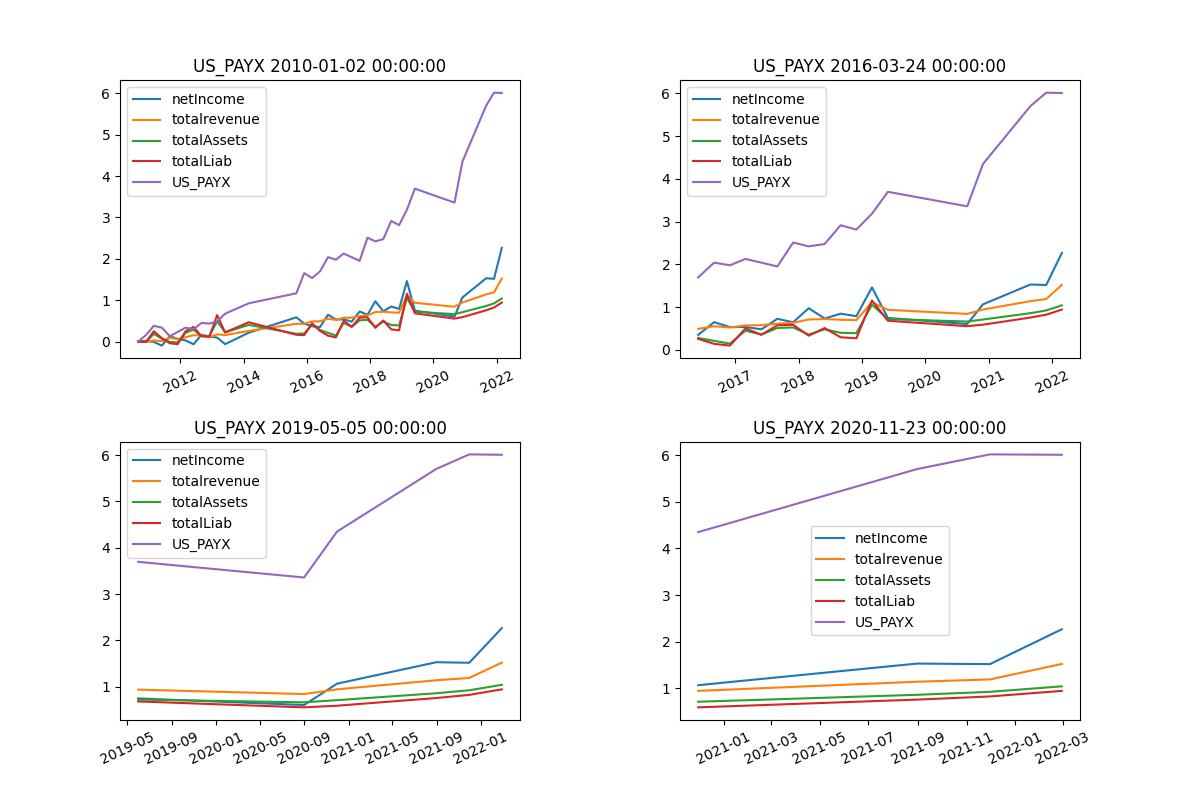 US_PAYX 2010-01-02 00:00:00
6
5
4
3
2
1
0
netIncome
totalrevenue
totalAssets
totalLiab
US_PAYX
2012
2014
2016
2018
2020
2022
US_PAYX 2016-03-24 00:00:00
6
5
4
3
2
1
0
netIncome
totalrevenue
totalAssets
totalLiab
US_PAYX
2017
2018
2019
2020
2021
2022
US_PAYX 2019-05-05 00:00:00
6
5
4
3
2
1
netIncome
totalrevenue
totalAssets
totalLiab
US_PAYX
2019-05
2019-09
2020-01
2020-05
2020-09
2021-01
2021-05
2021-09
2022-01
US_PAYX 2020-11-23 00:00:00
6
5
4
3
2
1
netIncome
totalrevenue
totalAssets
totalLiab
US_PAYX
2021-01
2021-03
2021-05
2021-07
2021-09
2021-11
2022-01
2022-03